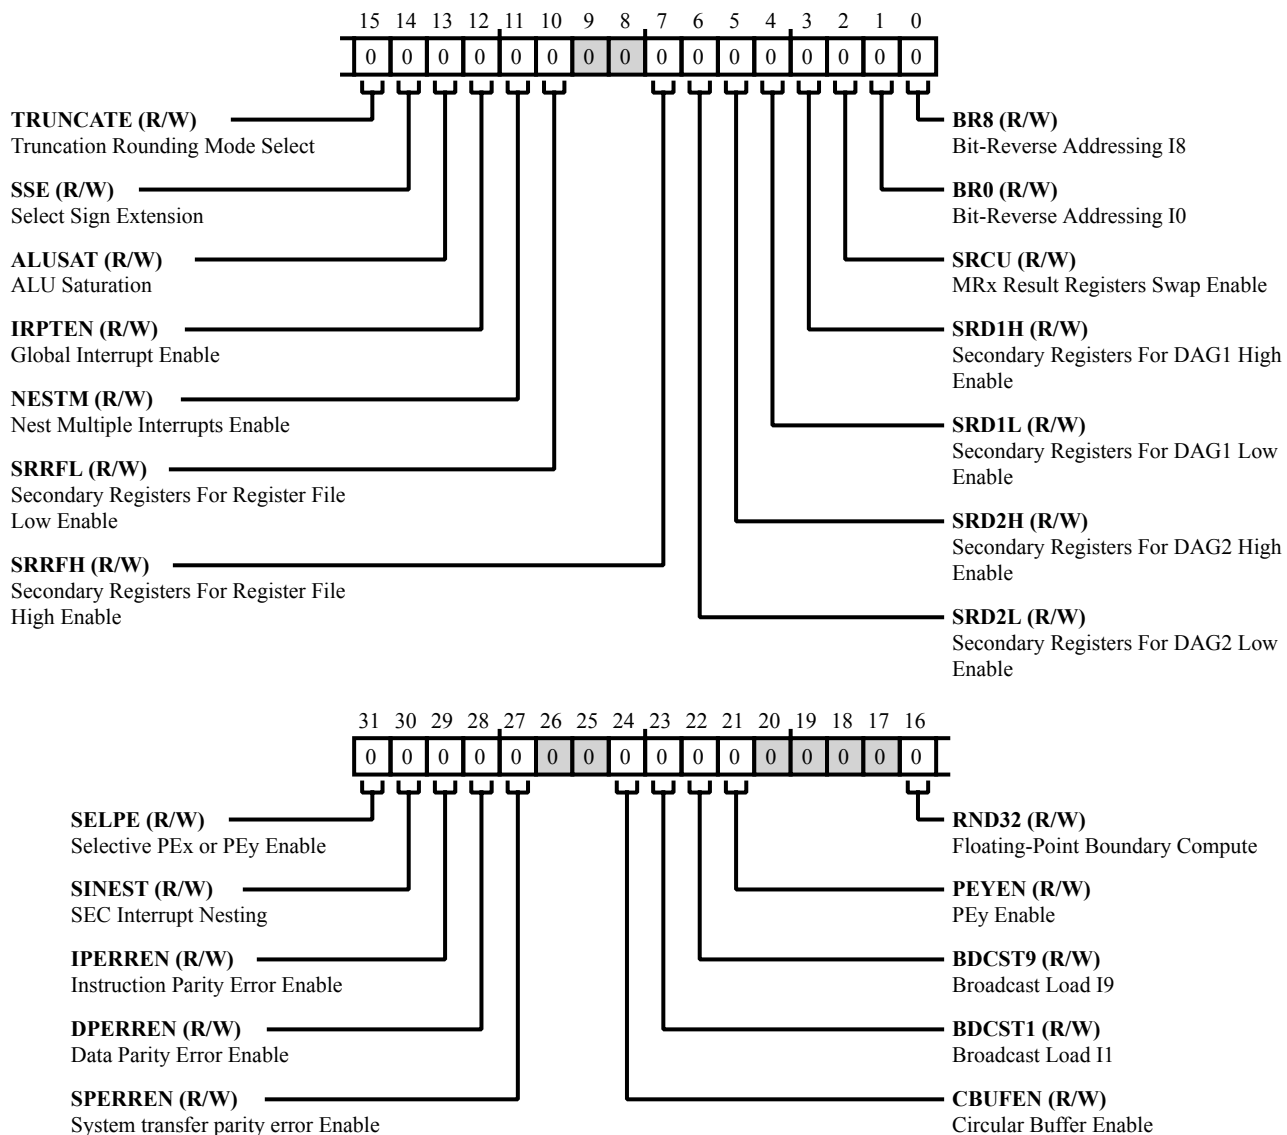 15 14 13 12 11 10 9 8 7 6 5 4 3 2 1 0
0 0 0 0 0 0 0 0 0 0 0 0 0 0 0 0
TRUNCATE (R/W)
Truncation Rounding Mode Select
SSE (R/W)
Select Sign Extension
ALUSAT (R/W)
ALU Saturation
IRPTEN (R/W)
Global Interrupt Enable
NESTM (R/W)
Nest Multiple Interrupts Enable
SRRFL (R/W)
Secondary Registers For Register File
Low Enable
SRRFH (R/W)
Secondary Registers For Register File
High Enable
BR8 (R/W)
Bit-Reverse Addressing I8
BR0 (R/W)
Bit-Reverse Addressing I0
SRCU (R/W)
MRx Result Registers Swap Enable
SRD1H (R/W)
Secondary Registers For DAG1 High
Enable
SRD1L (R/W)
Secondary Registers For DAG1 Low
Enable
SRD2H (R/W)
Secondary Registers For DAG2 High
Enable
SRD2L (R/W)
Secondary Registers For DAG2 Low
Enable
31 30 29 28 27 26 25 24 23 22 21 20 19 18 17 16
0 0 0 0 0 0 0 0 0 0 0 0 0 0 0 0
SELPE (R/W)
Selective PEx or PEy Enable
SINEST (R/W)
SEC Interrupt Nesting
IPERREN (R/W)
Instruction Parity Error Enable
DPERREN (R/W)
Data Parity Error Enable
SPERREN (R/W)
System transfer parity error Enable
RND32 (R/W)
Floating-Point Boundary Compute
PEYEN (R/W)
PEy Enable
BDCST9 (R/W)
Broadcast Load I9
BDCST1 (R/W)
Broadcast Load I1
CBUFEN (R/W)
Circular Buffer Enable